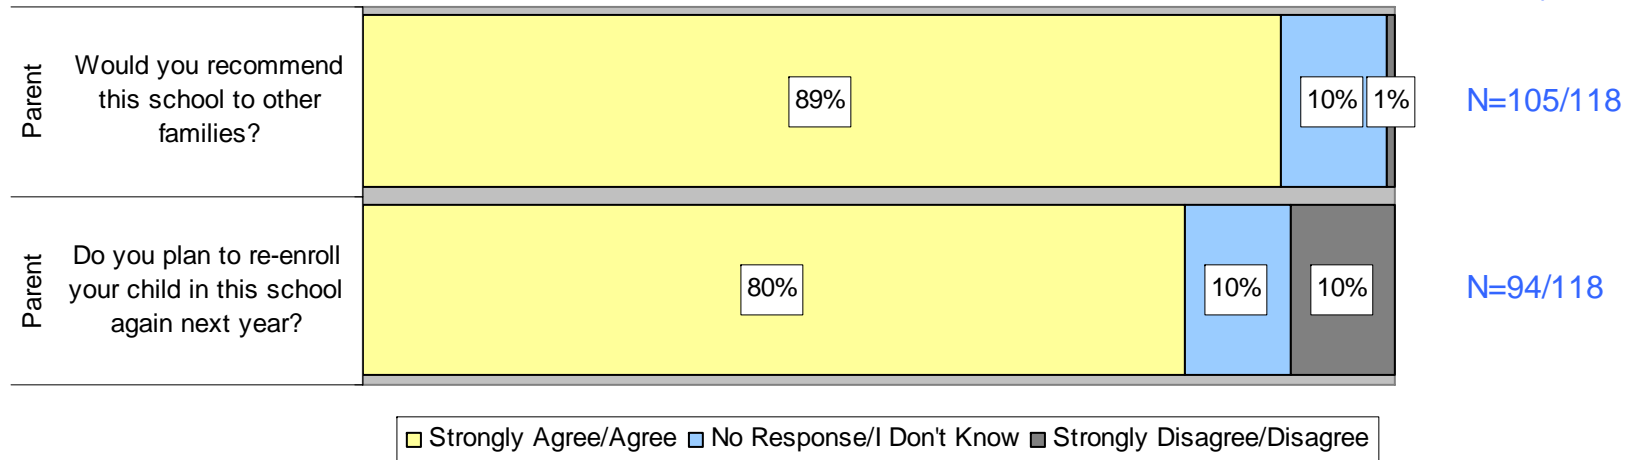 Parent
Would you recommend
this school to other
families?
89%
10%
1%
N=105/118
Parent
Do you plan to re-enroll
your child in this school
again next year?
80%
10%
10%
N=94/118
Strongly Agree/Agree No Response/I Don't Know Strongly Disagree/Disagree